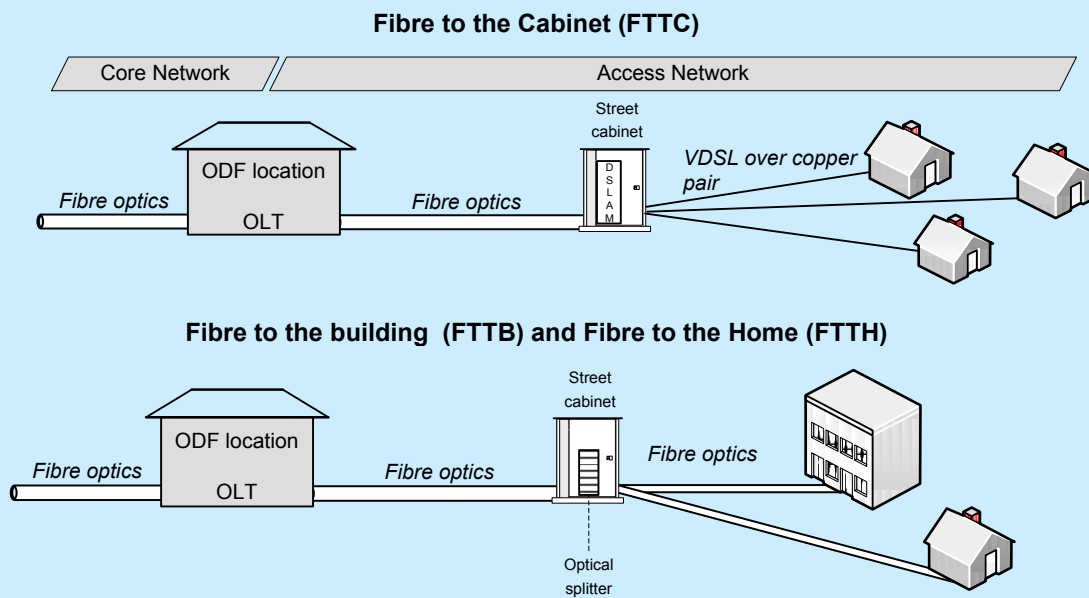 Fibre to the Cabinet (FTTC)
Core Network
Access Network
Street
cabinet
ODF location
OLT
Fibre optics
Fibre optics
DSLAM
VDSL over copper
pair
Fibre to the building (FTTB) and Fibre to the Home (FTTH)
Street
cabinet
ODF location
OLT
Fibre optics
Fibre optics
Fibre optics
Optical
splitter